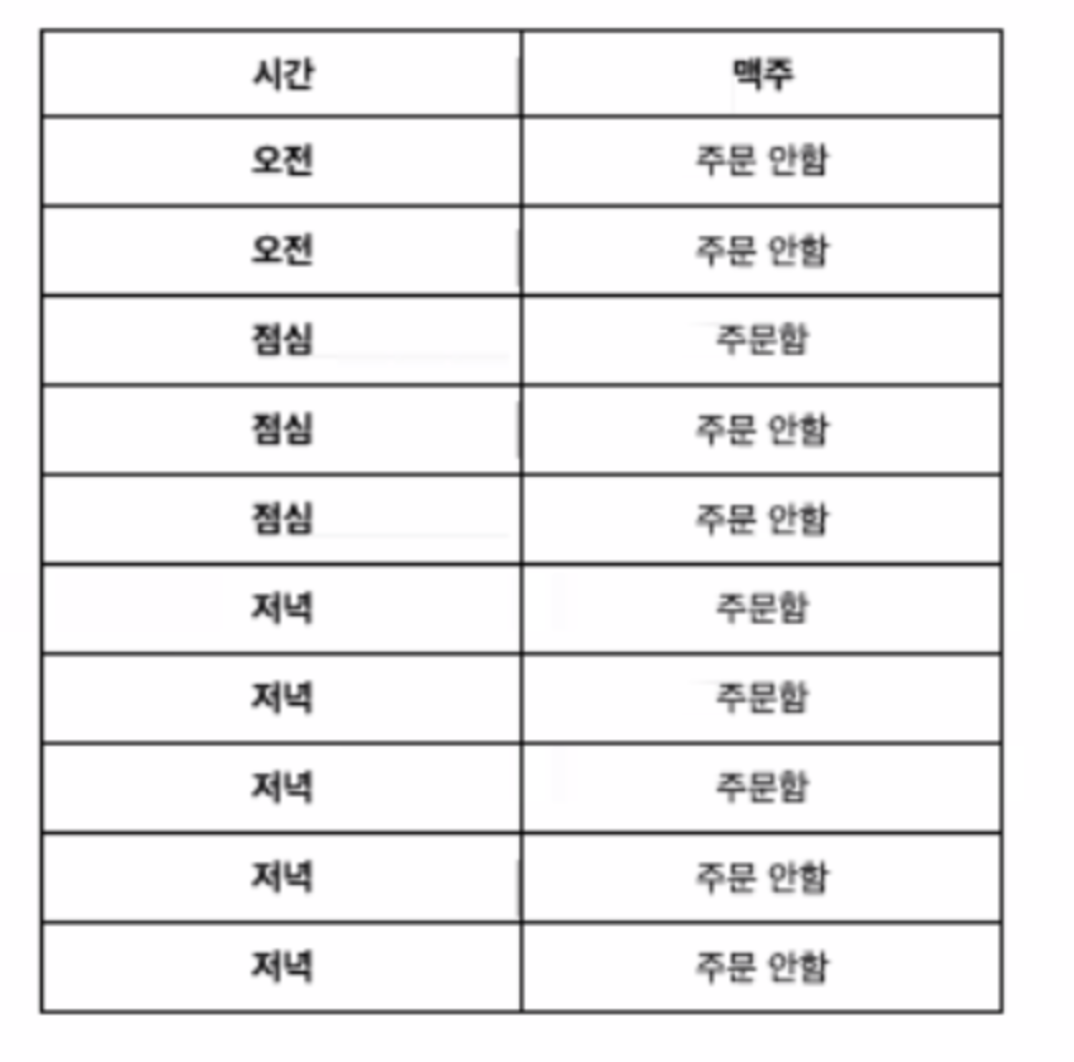 시간 맥주
오전 주문 안함
오전 주문 안함
점심 주문함
점심 주문 안함
점심 주문 안함
저녁 주문함
저녁 주문함
저녁 주문함
저녁 주문 안함
저녁 주문 안함